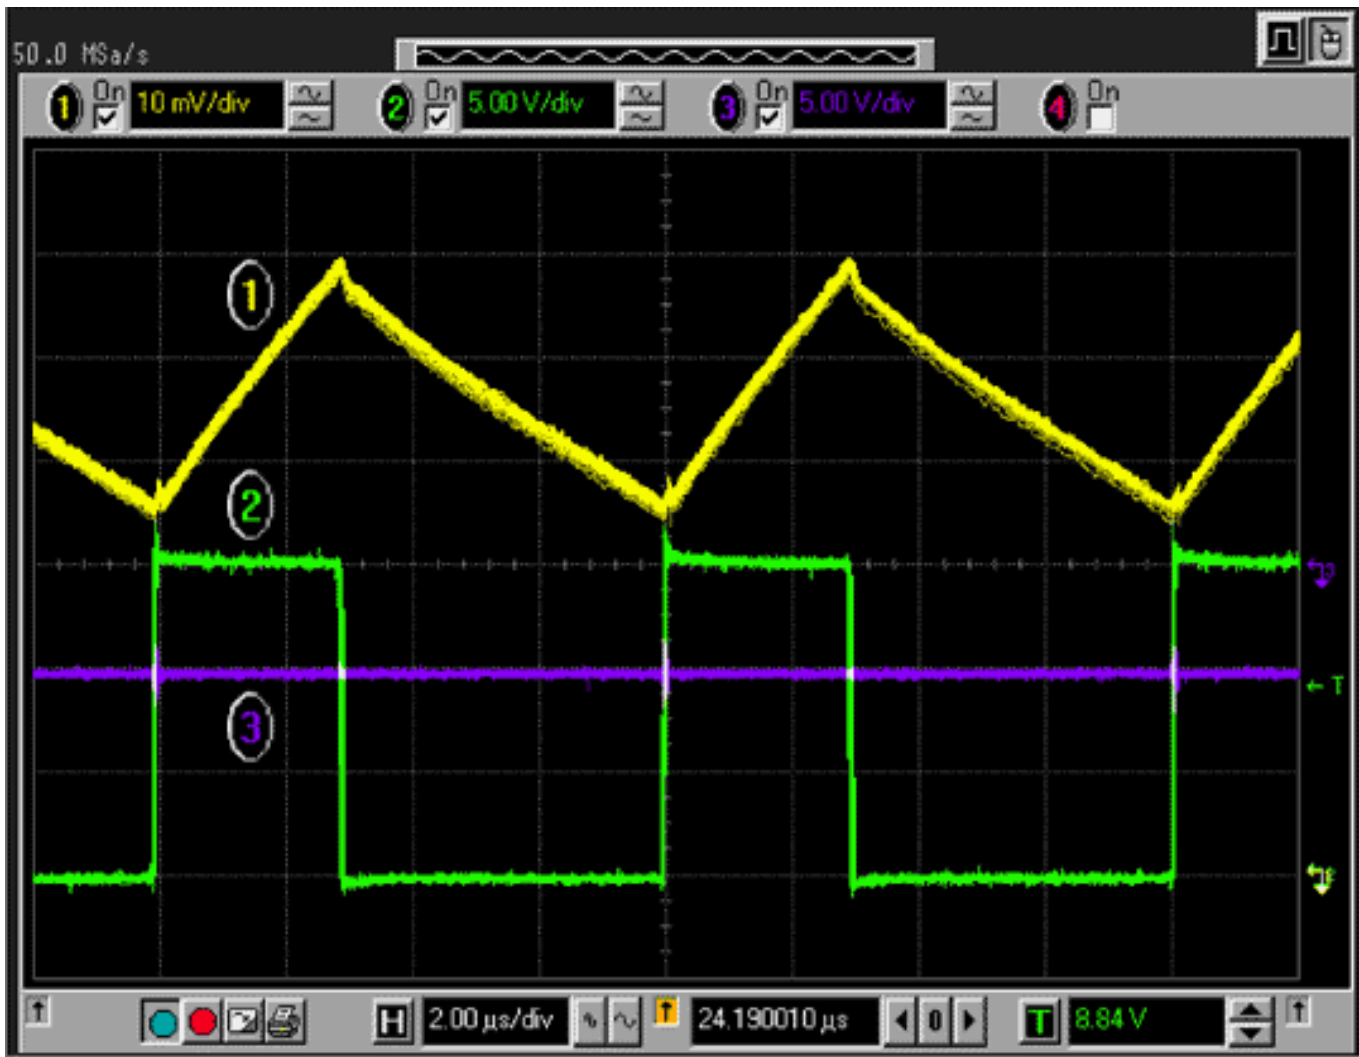 50.0 MSa/s
1 On 10 mV/div 2 On 5.00 V/div 3 On 5.00 V/div 4 On
1
2
3
T
H 2.00 µs/div 24.190010 µs 0 T 8.84 V